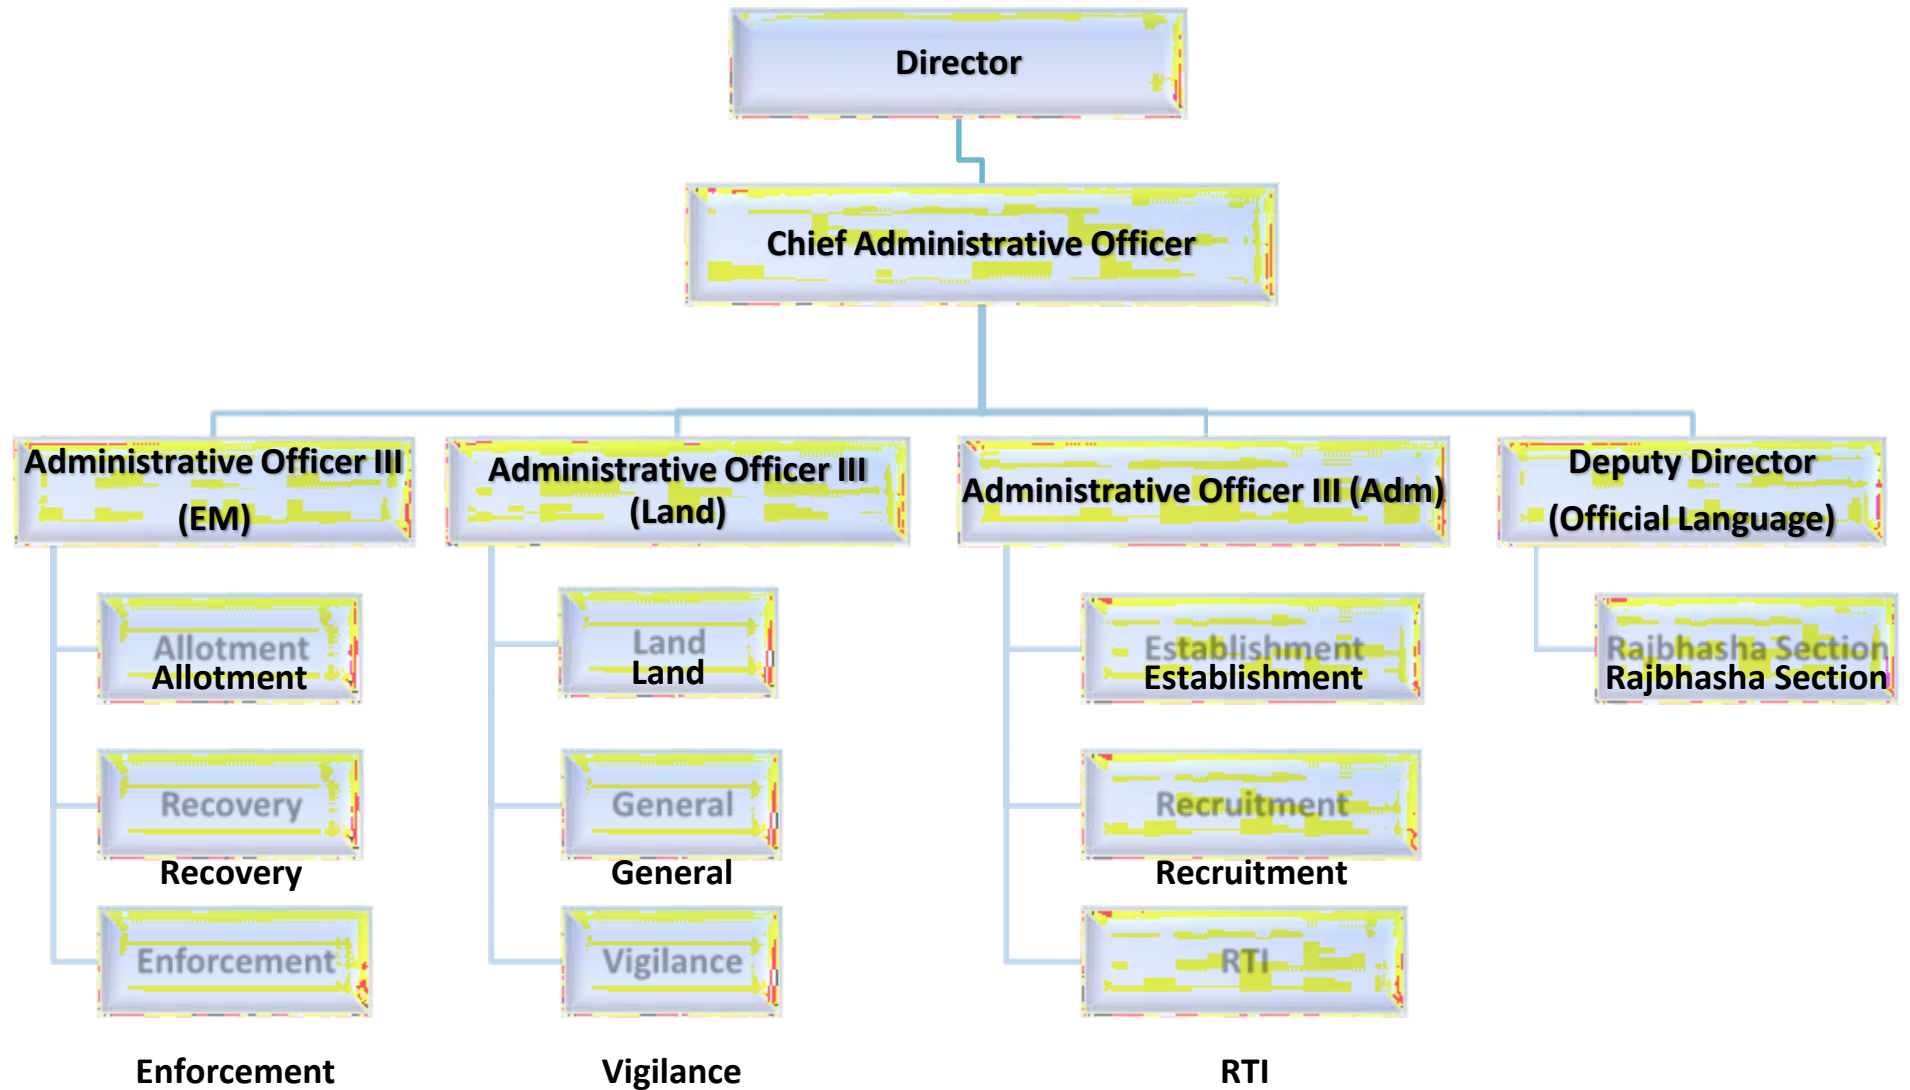 Director
Chief Administrative Officer
Administrative Officer III
(EM)
Administrative Officer III
(Land)
Administrative Officer III (Adm)
Deputy Director
(Official Language)
Allotment
Allotment
Land
Land
Establishment
Establishment
Rajbhasha Section
Rajbhasha Section
Recovery
Recovery
General
General
Recruitment
Recruitment
Enforcement
Enforcement
Vigilance
Vigilance
RTI
RTI